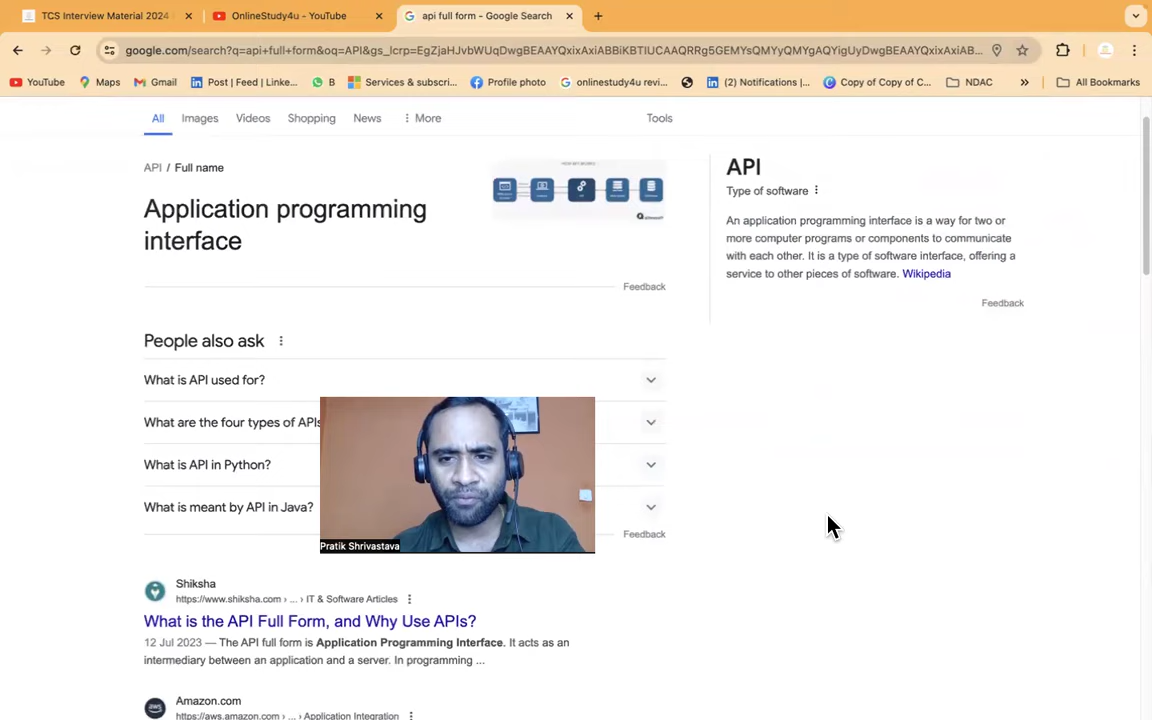 TCS Interview Material 2024
OnlineStudy4u - YouTube
api full form - Google Search
google.com/search?q=api+full+form&oq=API&gs_lcrp=EgZjaHJvbWUqDwgBEAAYQxixAxiABBiKBTIUCAAQRRg5GEMYsQMYyQMYgAQYigUyDwgBEAAYQxixAxiAB...
YouTube
Maps
Gmail
Post | Feed | Linke...
B
Services & subscri...
Profile photo
onlinestudy4u revi...
(2) Notifications |...
Copy of Copy of C...
NDAC
All Bookmarks
All
Images
Videos
Shopping
News
More
Tools
API / Full name
Application programming
interface
Feedback
API
Type of software
An application programming interface is a way for two or
more computer programs or components to communicate
with each other. It is a type of software interface, offering a
service to other pieces of software. Wikipedia
Feedback
People also ask
What is API used for?
What are the four types of APIs
What is API in Python?
What is meant by API in Java?
Pratik Shrivastava
Feedback
Shiksha
https://www.shiksha.com › ... › IT & Software Articles
What is the API Full Form, and Why Use APIs?
12 Jul 2023 — The API full form is Application Programming Interface. It acts as an
intermediary between an application and a server. In programming ...
aws
Amazon.com
https://aws.amazon.com › ... › Application Integration